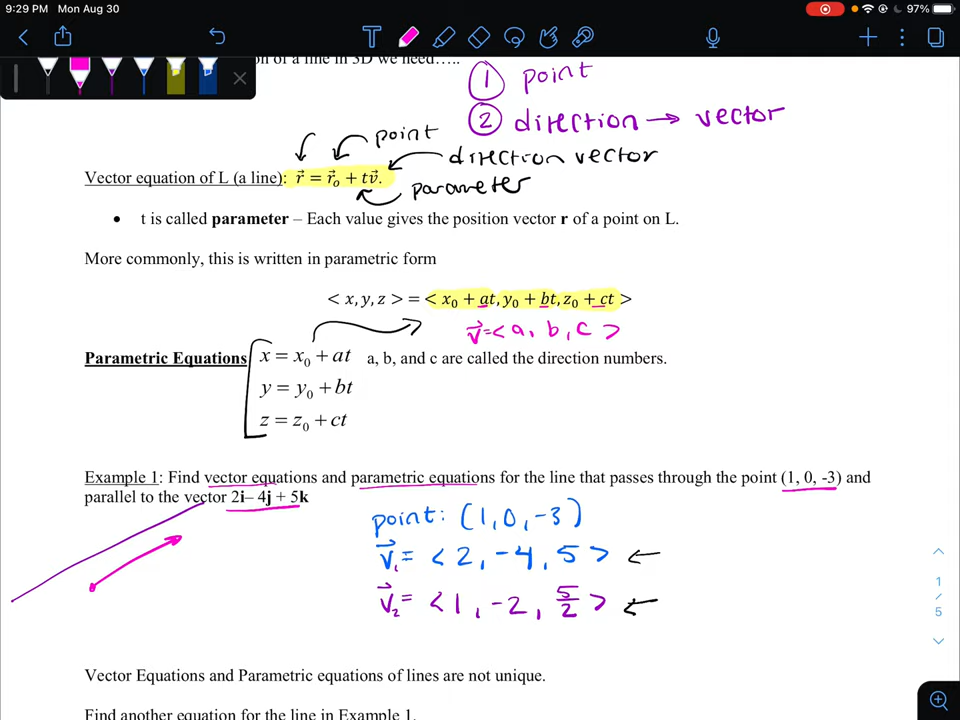 9:29 PM Mon Aug 30
97%
on of a line in 3D we need…..
① point
② direction → vector
point
direction vector
Vector equation of L (a line): r⃗ = r⃗₀ + tv⃗.
parameter
• t is called parameter – Each value gives the position vector r of a point on L.
More commonly, this is written in parametric form
< x, y, z > = < x₀ + at, y₀ + bt, z₀ + ct >
v⃗ = < a, b, c >
Parametric Equations x = x₀ + at a, b, and c are called the direction numbers.
y = y₀ + bt
z = z₀ + ct
Example 1: Find vector equations and parametric equations for the line that passes through the point (1, 0, -3) and
parallel to the vector 2i– 4j + 5k
point: (1, 0, -3)
v⃗₁ = < 2, -4, 5 > ←
v⃗₂ = < 1, -2, 5/2 > ←
1
/
5
Vector Equations and Parametric equations of lines are not unique.
Find another equation for the line in Example 1.